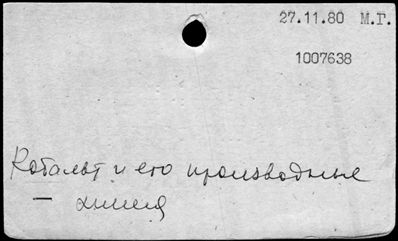 27.11.80 М.Г.
1007638
Кобальт и его производные
— химия